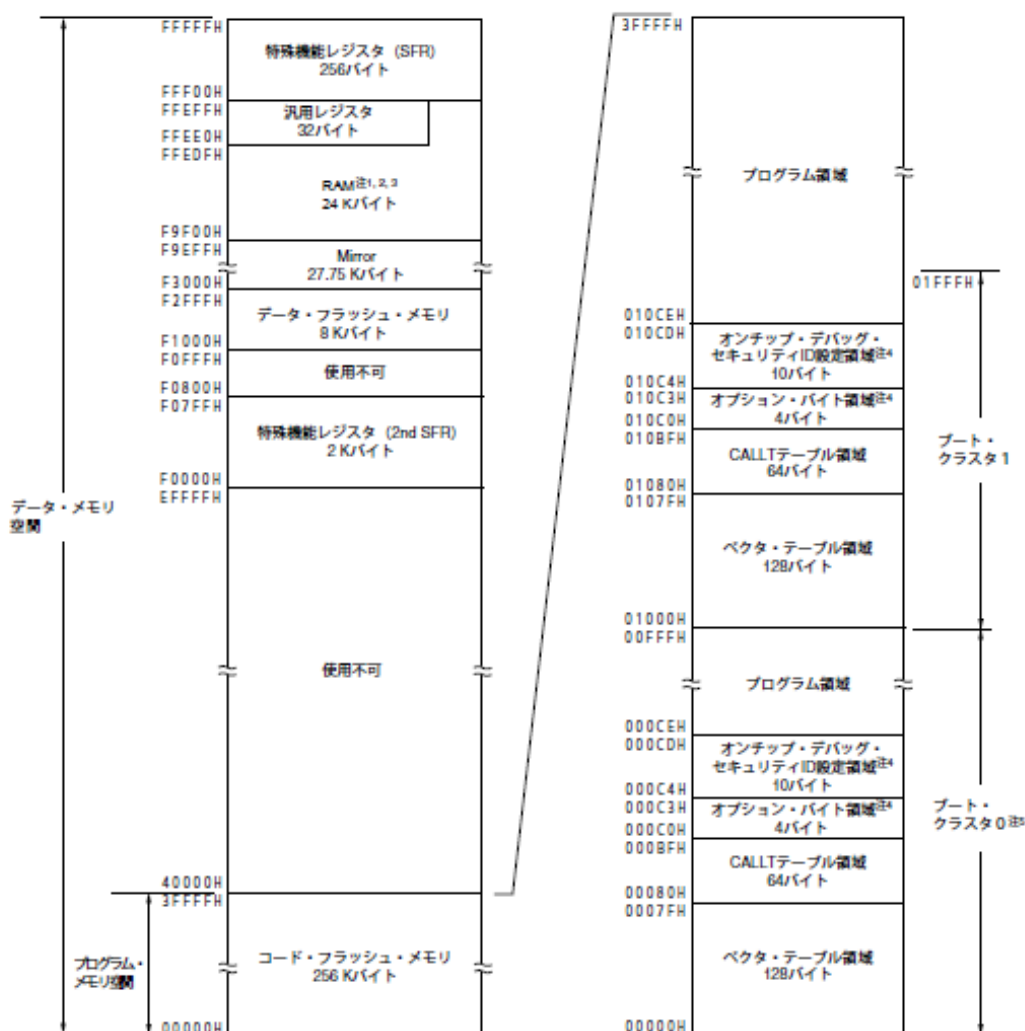 FFFFFH
特殊機能レジスタ (SFR)
256バイト
FFF00H
FFEFFH
汎用レジスタ
32バイト
FFEE0H
FFEDFH
RAM注1, 2, 3
24 Kバイト
F9F00H
F9EFFH
Mirror
27.75 Kバイト
F3000H
F2FFFH
データ・フラッシュ・メモリ
8 Kバイト
F1000H
F0FFFH
使用不可
F0800H
F07FFH
特殊機能レジスタ (2nd SFR)
2 Kバイト
F0000H
EFFFFH
データ・メモリ
空間
使用不可
40000H
3FFFFH
コード・フラッシュ・メモリ
256 Kバイト
プログラム・
メモリ空間
00000H
3FFFFH
プログラム領域
01FFFH
010CEH
010CDH
オンチップ・デバッグ・
セキュリティID設定領域注4
10バイト
010C4H
010C3H
オプション・バイト領域注4
4バイト
010C0H
010BFH
CALLTテーブル領域
64バイト
01080H
0107FH
ブート・
クラスタ1
ベクタ・テーブル領域
128バイト
01000H
00FFFH
プログラム領域
000CEH
000CDH
オンチップ・デバッグ・
セキュリティID設定領域注4
10バイト
000C4H
000C3H
オプション・バイト領域注4
4バイト
000C0H
000BFH
ブート・
クラスタ0注5
CALLTテーブル領域
64バイト
00080H
0007FH
ベクタ・テーブル領域
128バイト
00000H